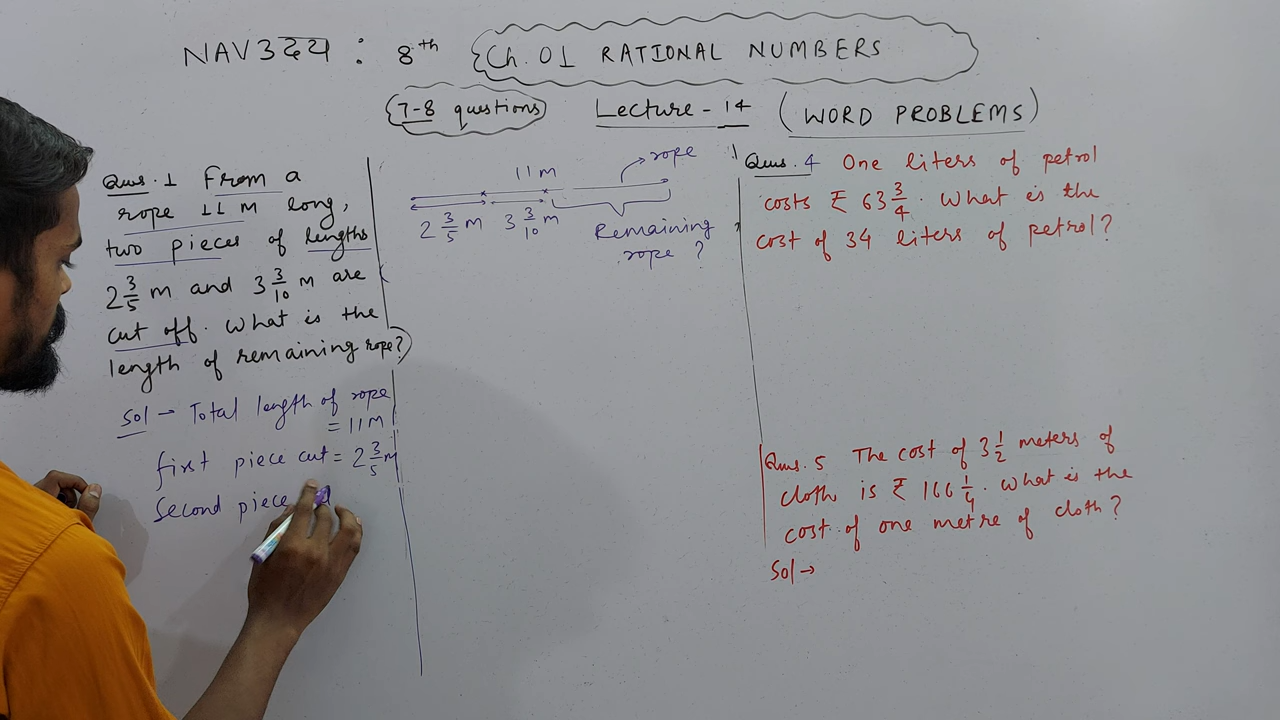 NAV3221 : 8th Ch. 01 RATIONAL NUMBERS
7-8 questions Lecture - 14 (WORD PROBLEMS)
Ques. 1 From a
rope 11 m long,
two pieces of lengths
2 3/5 m and 3 3/10 m are
cut off. What is the
length of remaining rope?
Sol → Total length of rope
= 11 m
first piece cut = 2 3/5 m
Second piece
11 m rope
2 3/5 m 3 3/10 m Remaining
rope ?
Ques. 4 One liters of petrol
costs ₹ 63 3/4. What is the
cost of 34 liters of petrol?
Ques. 5 The cost of 3 1/2 meters of
cloth is ₹ 166 1/4. What is the
cost of one metre of cloth?
Sol →